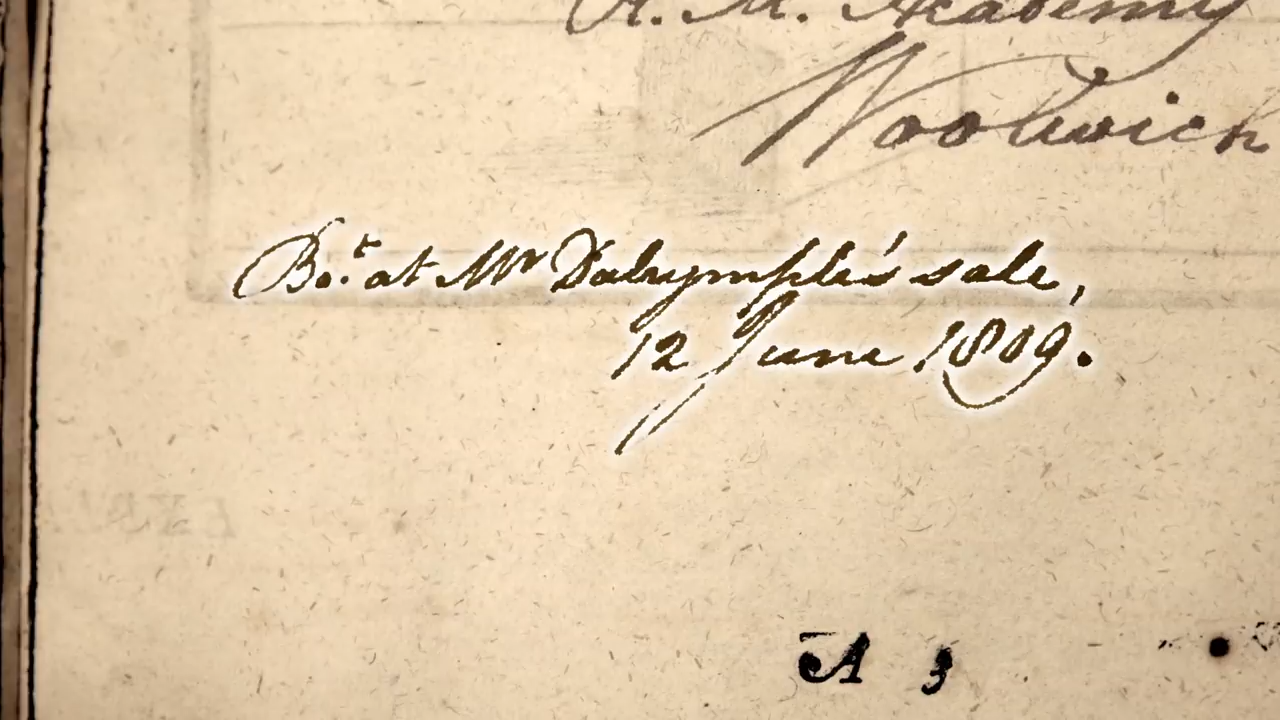 R. M. Academy
Woolwich
Bo.t at Mr Dalrymple's sale,
12 June 1809.
A 3